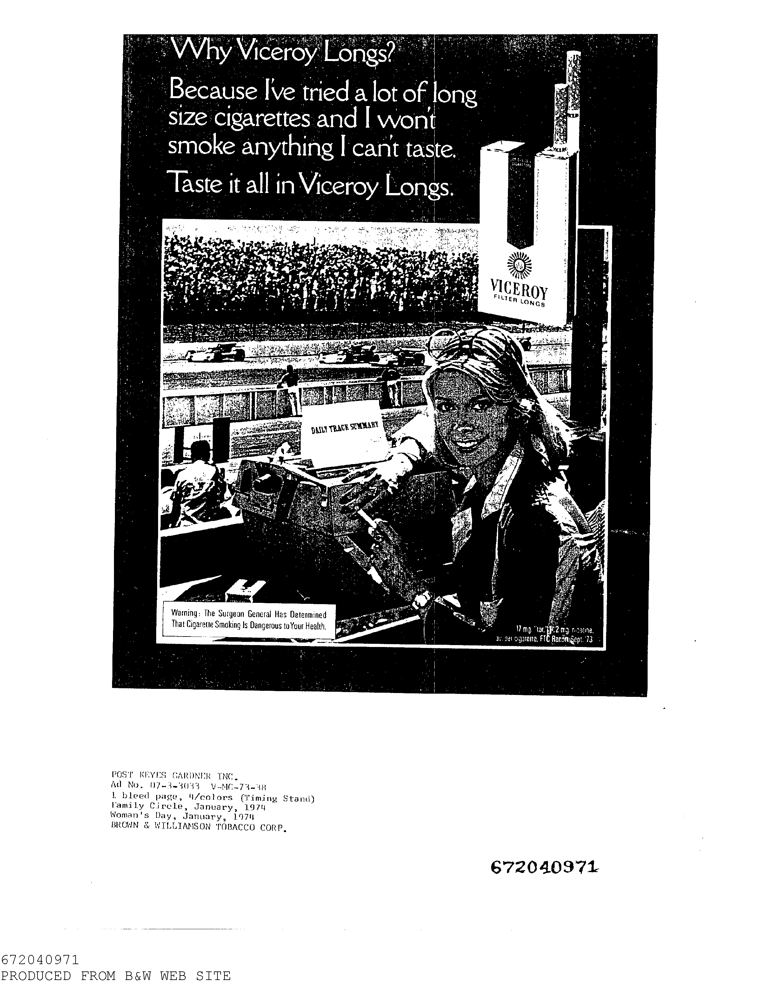 Why Viceroy Longs?
Because I've tried a lot of long
size cigarettes and I won't
smoke anything I can't taste.
Taste it all in Viceroy Longs.
VICEROY
FILTER LONGS
DAILY TRACK SUMMARY
Warning: The Surgeon General Has Determined
That Cigarette Smoking Is Dangerous to Your Health.
17 mg. "tar," 1.2 mg. nicotine,
av. per cigarette, FTC Report Sept. '73
POST KEYES GARDNER INC.
Ad No. 07-3-3033 V-MC-73-38
1 bleed page, 4/colors (Timing Stand)
Family Circle, January, 1974
Woman's Day, January, 1974
BROWN & WILLIAMSON TOBACCO CORP.
672040971
672040971
PRODUCED FROM B&W WEB SITE